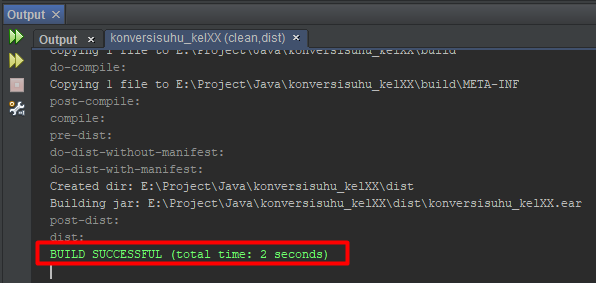 Output
Output
konversisuhu_kelXX (clean,dist)
Copying 1 file to E:\Project\Java\konversisuhu_kelXX\build
do-compile:
Copying 1 file to E:\Project\Java\konversisuhu_kelXX\build\META-INF
post-compile:
compile:
pre-dist:
do-dist-without-manifest:
do-dist-with-manifest:
Created dir: E:\Project\Java\konversisuhu_kelXX\dist
Building jar: E:\Project\Java\konversisuhu_kelXX\dist\konversisuhu_kelXX.ear
post-dist:
dist:
BUILD SUCCESSFUL (total time: 2 seconds)